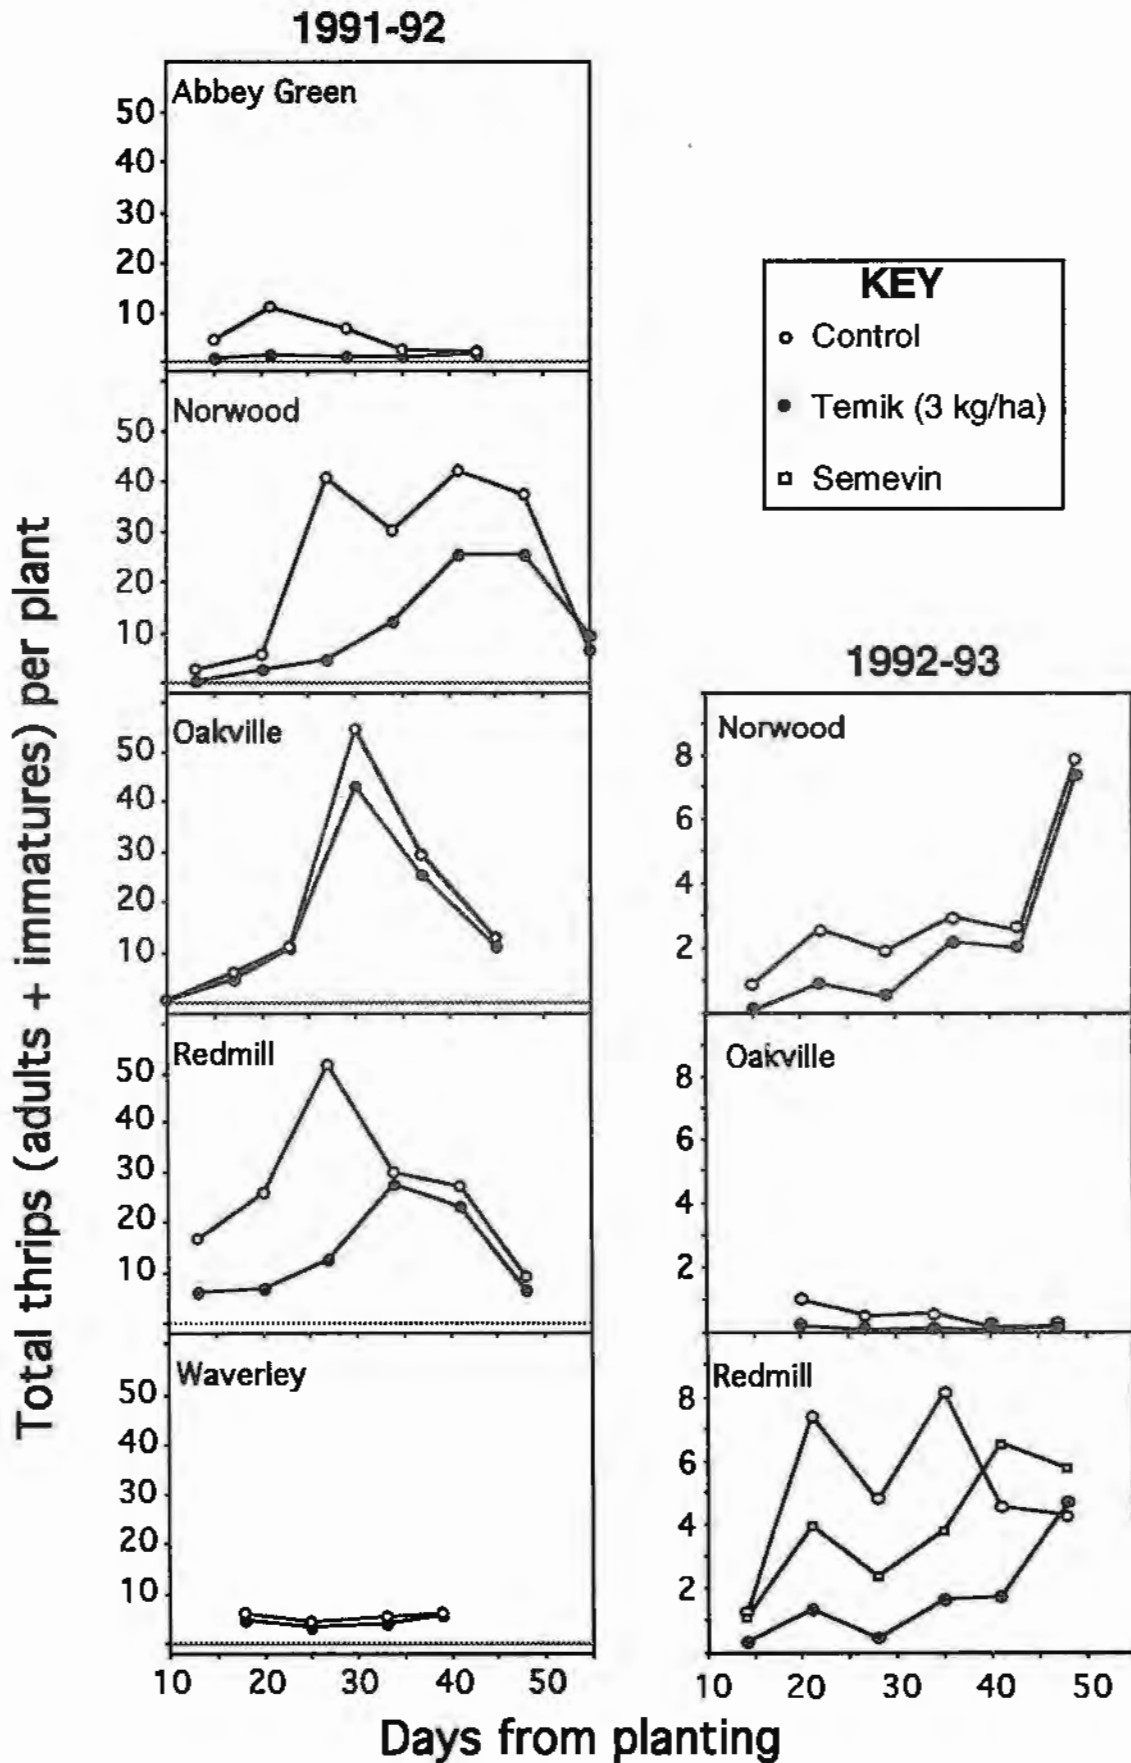 1991-92
Abbey Green
50
40
30
20
10
Norwood
50
40
30
20
10
Oakville
50
40
30
20
10
Redmill
50
40
30
20
10
Waverley
50
40
30
20
10
10 20 30 40 50
KEY
Control
Temik (3 kg/ha)
Semevin
1992-93
Norwood
8
6
4
2
Oakville
8
6
4
2
Redmill
8
6
4
2
10 20 30 40 50
Total thrips (adults + immatures) per plant
Days from planting